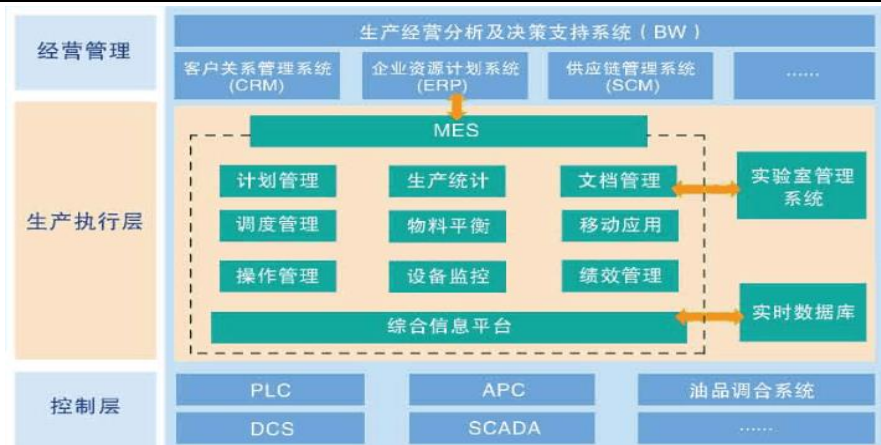 经营管理
生产经营分析及决策支持系统（BW）
客户关系管理系统
(CRM)
企业资源计划系统
(ERP)
供应链管理系统
(SCM)
......
生产执行层
MES
计划管理
生产统计
文档管理
调度管理
物料平衡
移动应用
操作管理
设备监控
绩效管理
综合信息平台
实验室管理
系统
实时数据库
控制层
PLC
APC
油品调合系统
DCS
SCADA
......